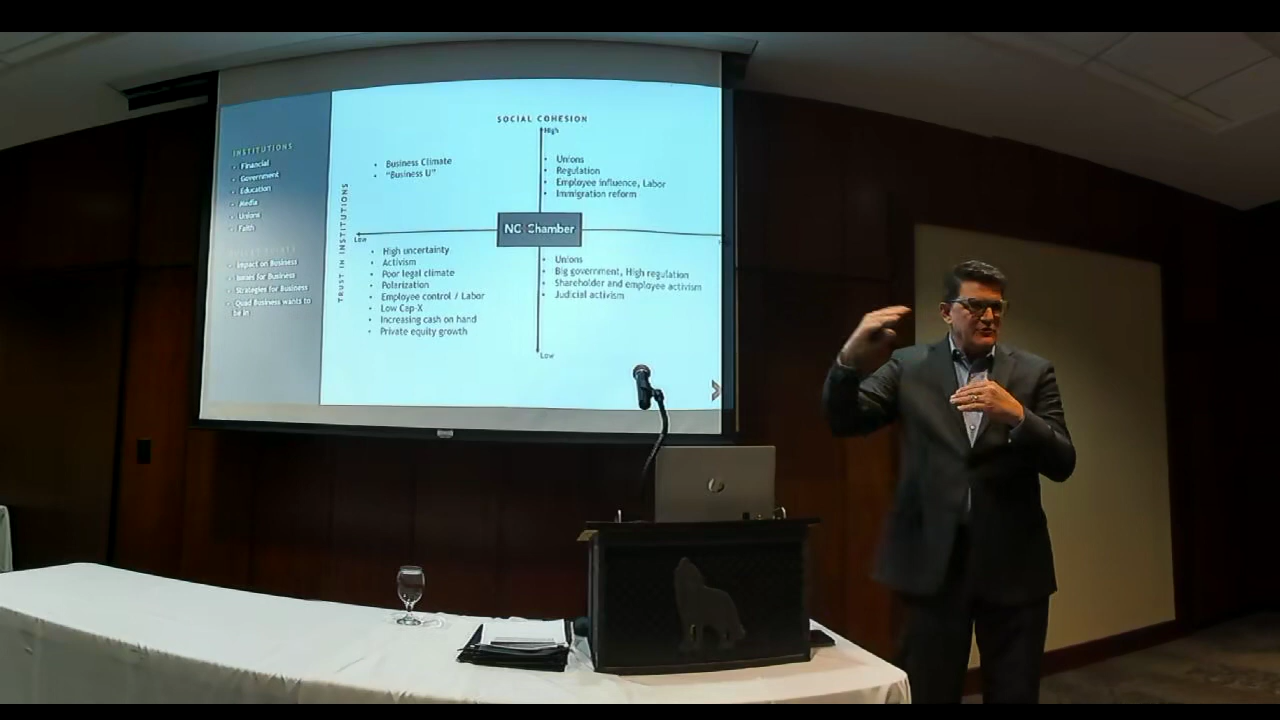 INSTITUTIONS
• Financial
• Government
• Education
• Media
• Unions
• Faith
• Impact on Business
• Issues for Business
• Strategies for Business
• Quad Business wants to
be in
SOCIAL COHESION
High
• Business Climate
• "Business U"
• Unions
• Regulation
• Employee influence, Labor
• Immigration reform
TRUST IN INSTITUTIONS
Low
NC Chamber
• High uncertainty
• Activism
• Poor legal climate
• Polarization
• Employee control / Labor
• Low Cap-X
• Increasing cash on hand
• Private equity growth
• Unions
• Big government, High regulation
• Shareholder and employee activism
• Judicial activism
Low
hp